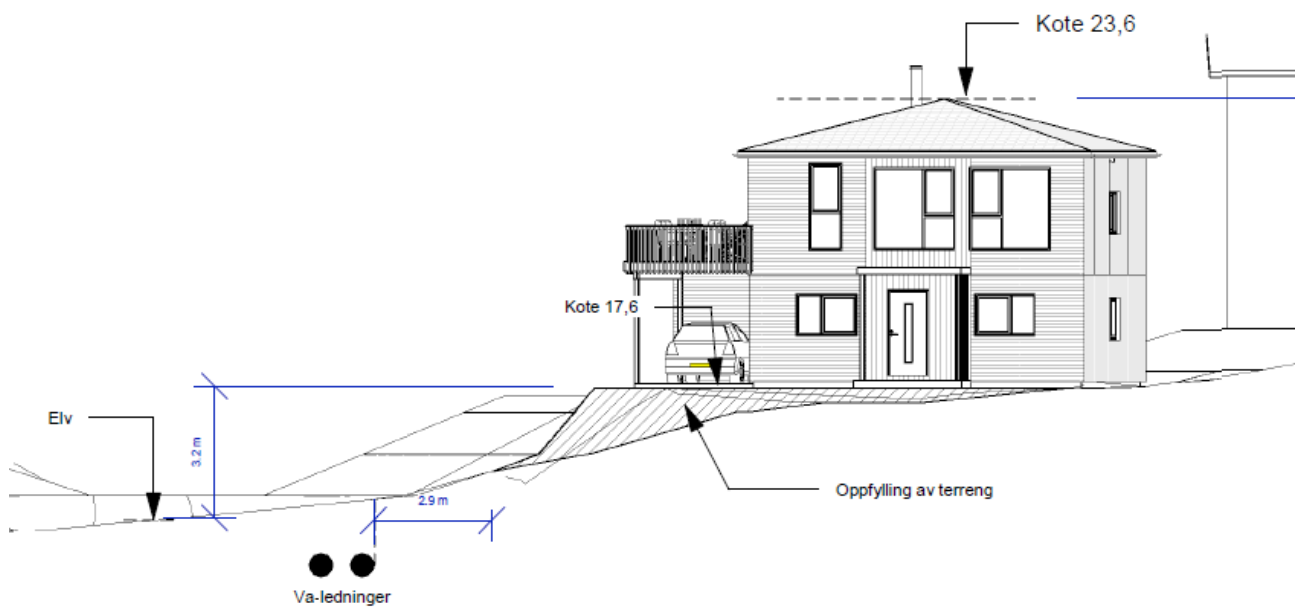 Kote 23,6
Kote 17,6
Elv
3.2 m
2.9 m
Oppfylling av terreng
Va-ledninger